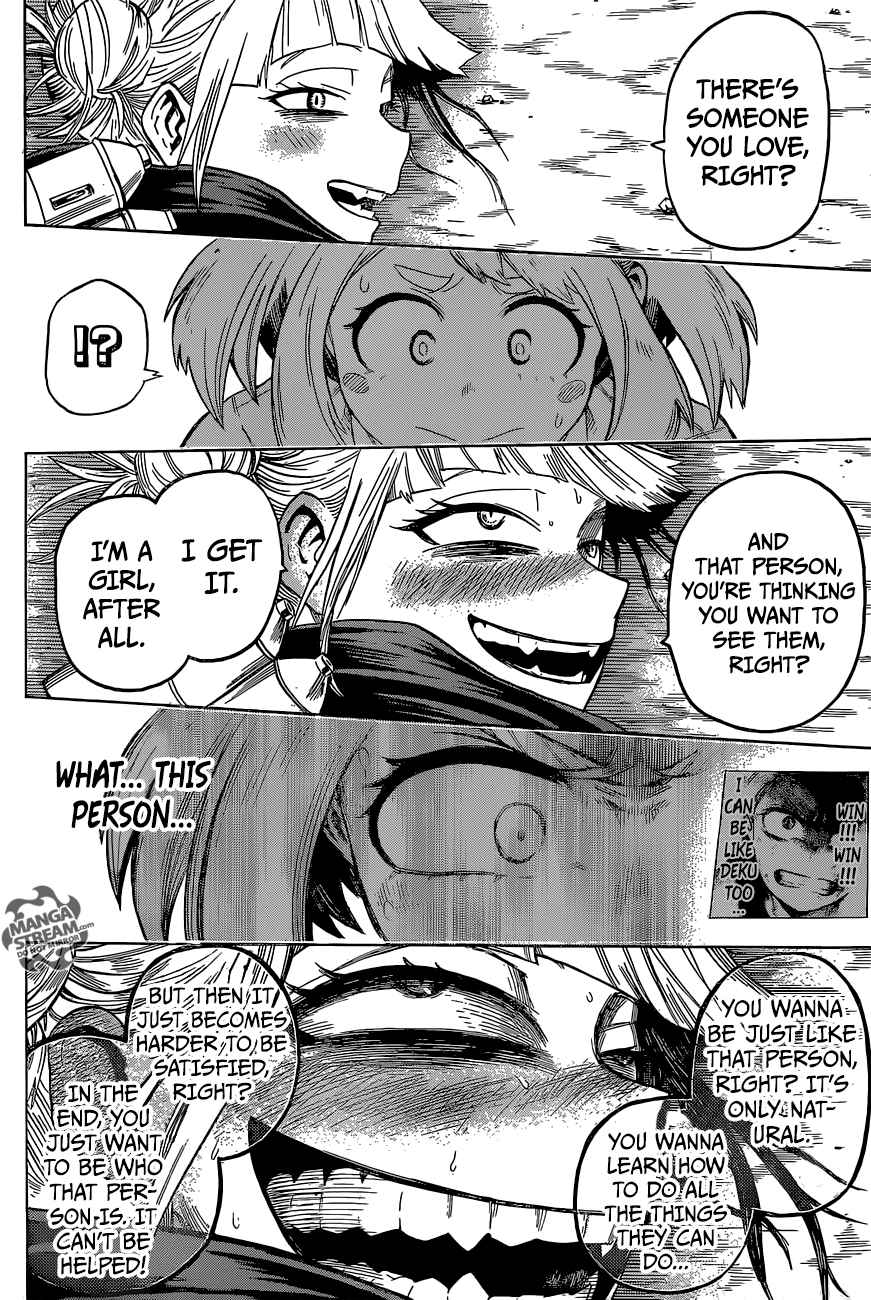 THERE'S
SOMEONE
YOU LOVE,
RIGHT?
!?
AND
THAT PERSON,
YOU'RE THINKING
YOU WANT TO
SEE THEM,
RIGHT?
I GET
IT.
I'M A
GIRL,
AFTER
ALL.
WIN
!!!
WIN
!!!
I
CAN
BE
LIKE
DEKU
TOO
...
WHAT... THIS
PERSON...
MANGA
STREAM.com
DO NOT MIRROR
YOU WANNA
BE JUST LIKE
THAT PERSON,
RIGHT? IT'S
ONLY NAT-
URAL.
YOU WANNA
LEARN HOW
TO DO ALL
THE THINGS
THEY CAN
DO...
BUT THEN IT
JUST BECOMES
HARDER TO BE
SATISFIED,
RIGHT?
IN THE
END, YOU
JUST WANT
TO BE WHO
THAT PER-
SON IS. IT
CAN'T BE
HELPED!